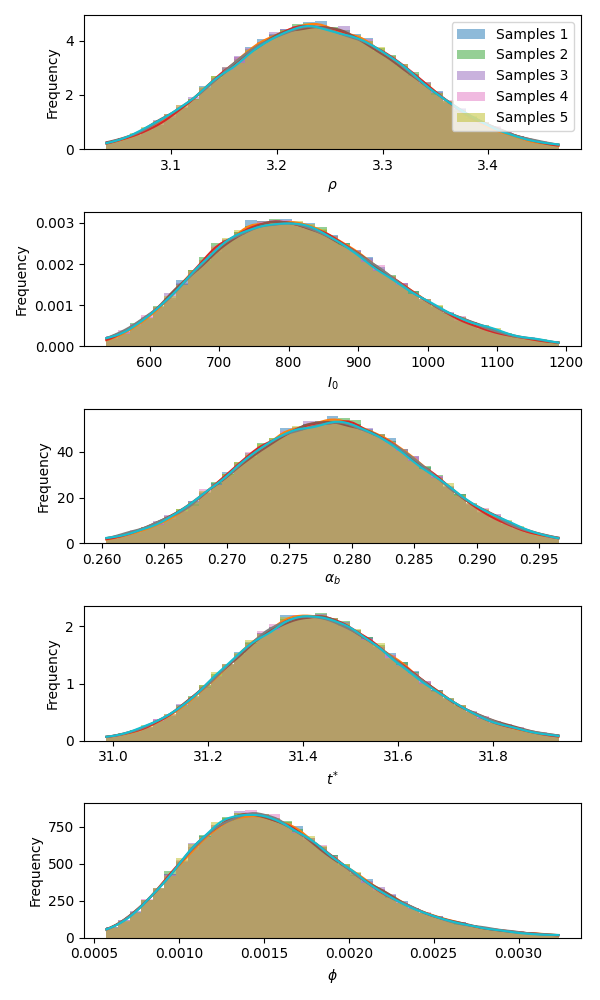 4
2
0
Frequency
Samples 1
Samples 2
Samples 3
Samples 4
Samples 5
3.1 3.2 3.3 3.4
ρ
0.003
0.002
0.001
0.000
Frequency
600 700 800 900 1000 1100 1200
I₀
40
20
0
Frequency
0.260 0.265 0.270 0.275 0.280 0.285 0.290 0.295
α_b
2
1
0
Frequency
31.0 31.2 31.4 31.6 31.8
t*
750
500
250
0
Frequency
0.0005 0.0010 0.0015 0.0020 0.0025 0.0030
ϕ